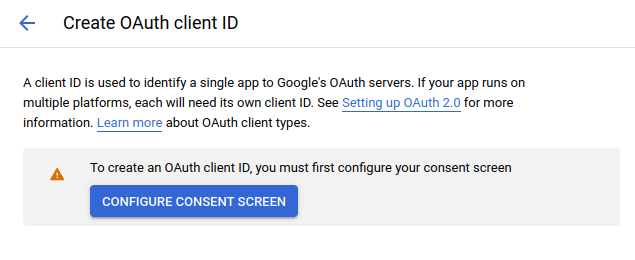 Create OAuth client ID
A client ID is used to identify a single app to Google's OAuth servers. If your app runs on
multiple platforms, each will need its own client ID. See Setting up OAuth 2.0 for more
information. Learn more about OAuth client types.
To create an OAuth client ID, you must first configure your consent screen
CONFIGURE CONSENT SCREEN